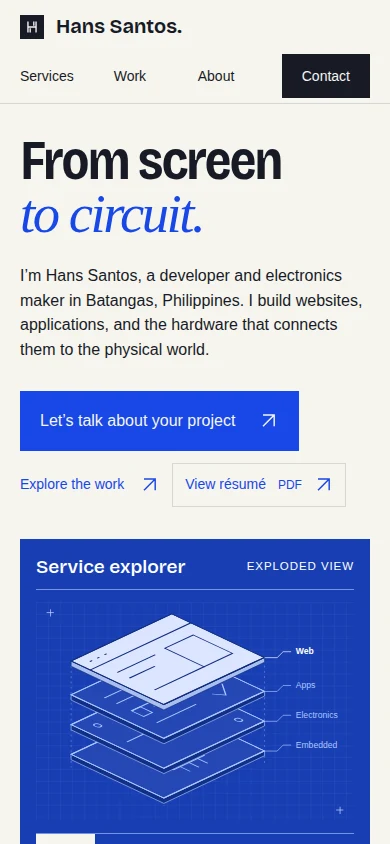 Hans Santos.
Services Work About Contact
From screen
to circuit.
I’m Hans Santos, a developer and electronics
maker in Batangas, Philippines. I build websites,
applications, and the hardware that connects
them to the physical world.
Let’s talk about your project
Explore the work View résumé PDF
Service explorer EXPLODED VIEW
Web
Apps
Electronics
Embedded